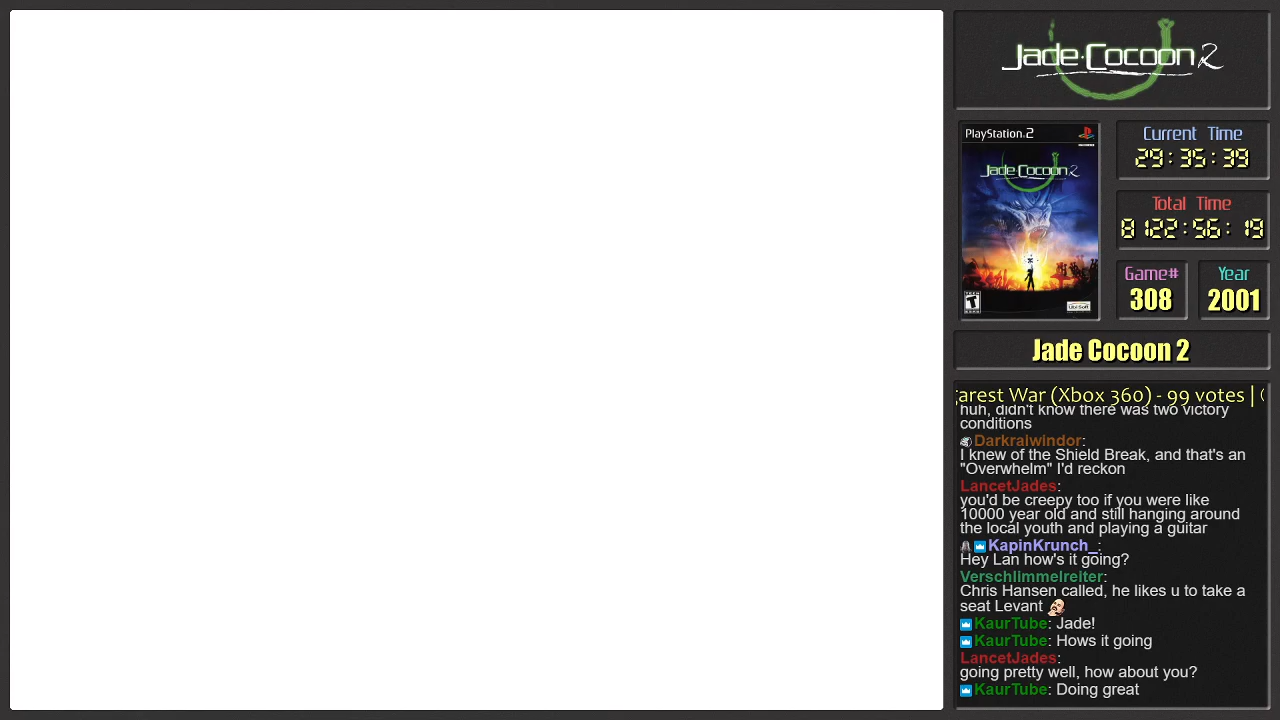 Jade Cocoon 2
PlayStation 2
Jade Cocoon 2
Current Time
29:35:39
Total Time
8122:56:19
Game#
308
Year
2001
Jade Cocoon 2
arest War (Xbox 360) - 99 votes |
huh, didn't know there was two victory
conditions
Darkralwindor:
I knew of the Shield Break, and that's an
"Overwhelm" I'd reckon
LancetJades:
you'd be creepy too if you were like
10000 year old and still hanging around
the local youth and playing a guitar
KapinKrunch_:
Hey Lan how's it going?
Verschlimmelreiter:
Chris Hansen called, he likes u to take a
seat Levant
KaurTube: Jade!
KaurTube: Hows it going
LancetJades:
going pretty well, how about you?
KaurTube: Doing great